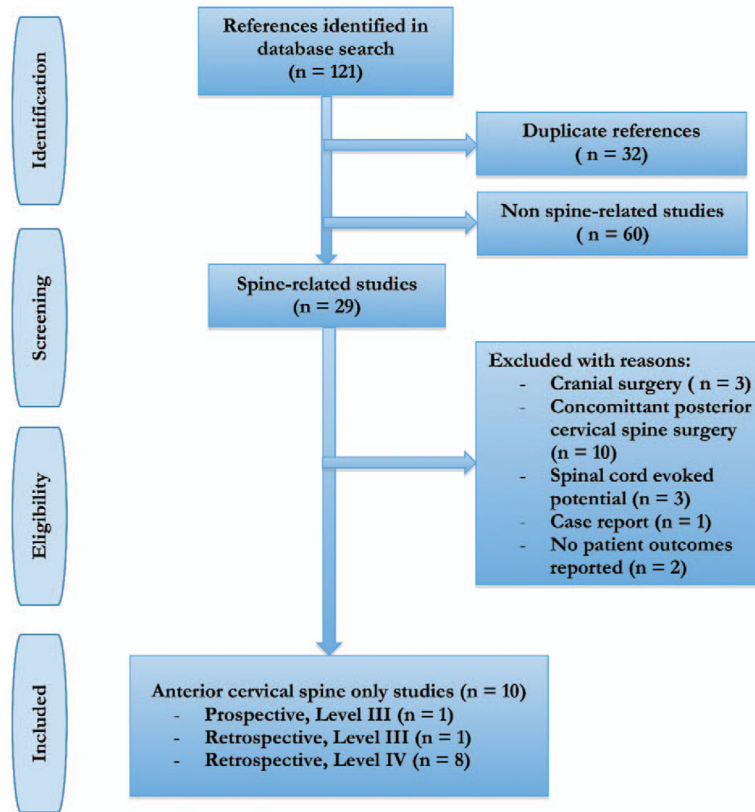 Identification
References identified in
database search
(n = 121)
Duplicate references
( n = 32)
Non spine-related studies
( n = 60)
Screening
Spine-related studies
(n = 29)
Eligibility
Excluded with reasons:
- Cranial surgery ( n = 3)
- Concomittant posterior
cervical spine surgery
(n = 10)
- Spinal cord evoked
potential (n = 3)
- Case report (n = 1)
- No patient outcomes
reported (n = 2)
Included
Anterior cervical spine only studies (n = 10)
- Prospective, Level III (n = 1)
- Retrospective, Level III (n = 1)
- Retrospective, Level IV (n = 8)